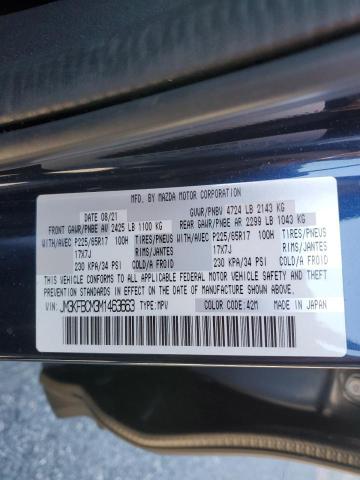 MFD. BY MAZDA MOTOR CORPORATION
DATE 08/21 GVWR/PNBV 4724 LB 2143 KG
FRONT GAWR/PNBE AV 2425 LB 1100 KG REAR GAWR/PNBE AR 2299 LB 1043 KG
WITH/AVEC P225/65R17 100H TIRES/PNEUS WITH/AVEC P225/65R17 100H TIRES/PNEUS
17X7J RIMS/JANTES 17X7J RIMS/JANTES
230 KPA/34 PSI COLD/A FROID 230 KPA/34 PSI COLD/A FROID
THIS VEHICLE CONFORMS TO ALL APPLICABLE FEDERAL MOTOR VEHICLE
SAFETY, BUMPER, AND THEFT PREVENTION STANDARDS IN
EFFECT ON THE DATE OF MANUFACTURE SHOWN ABOVE.
VIN: JM3KFBCM3M1463663 TYPE: MPV COLOR CODE: 42M MADE IN JAPAN